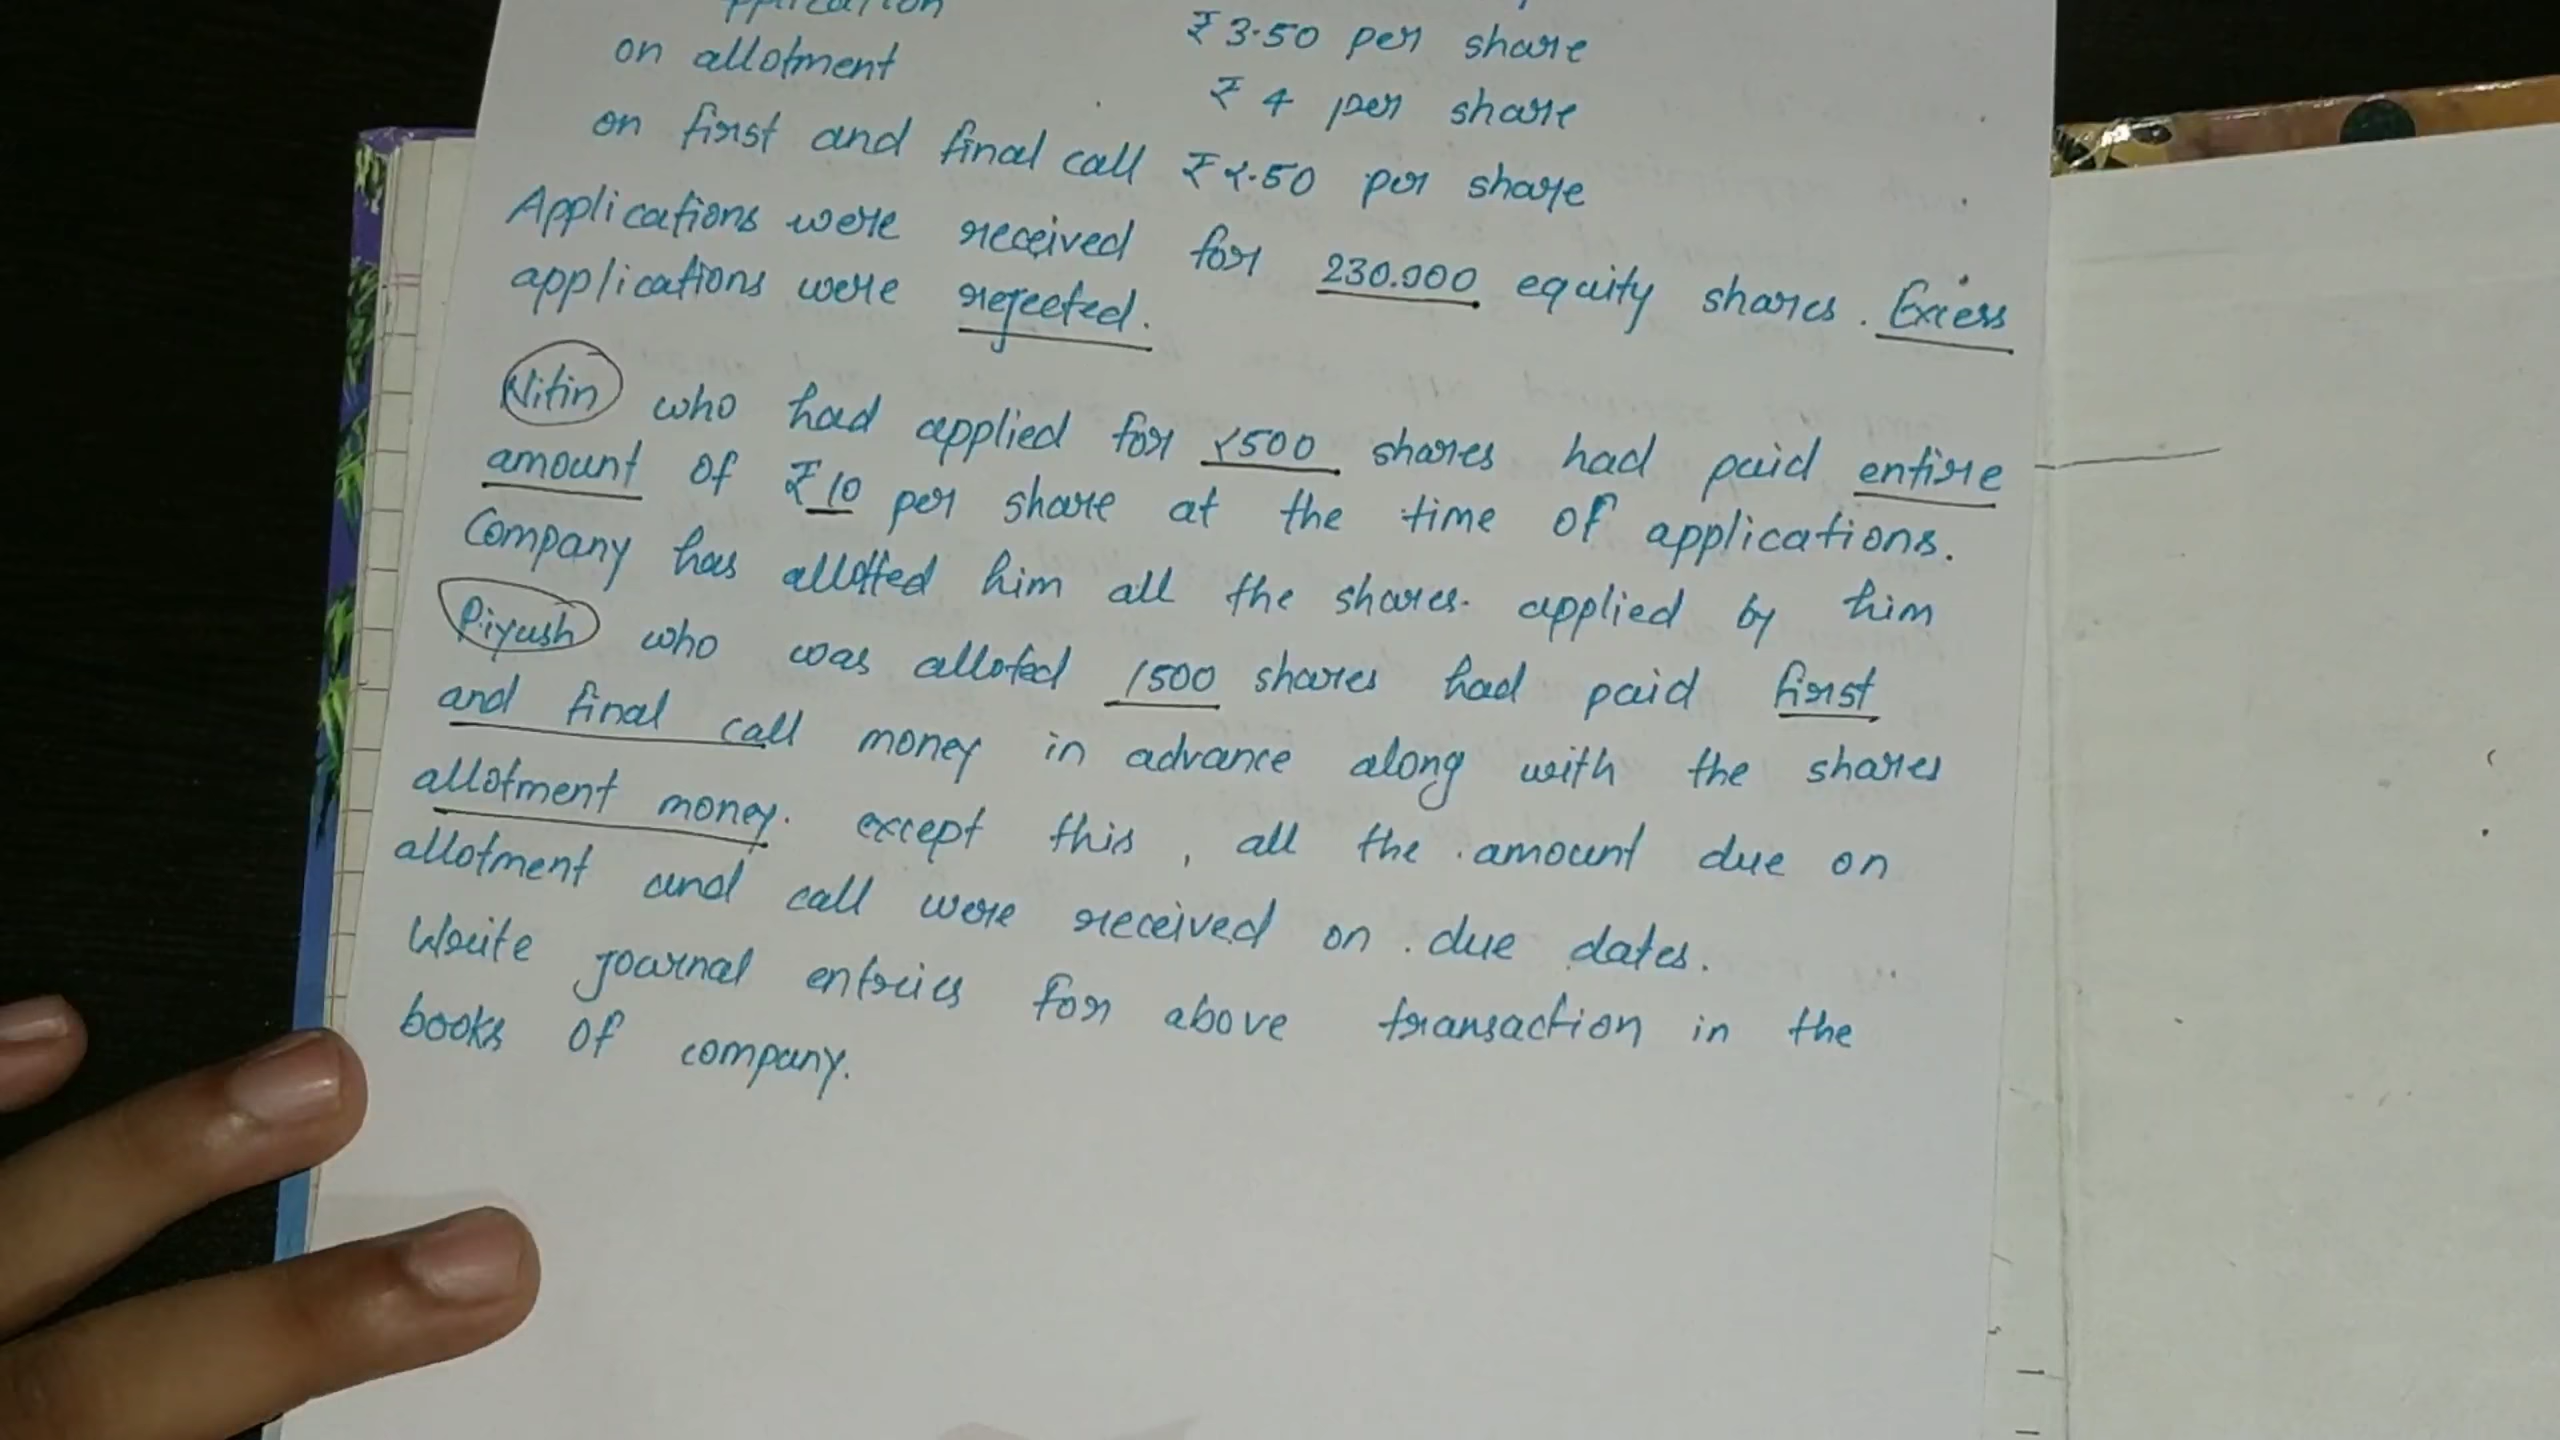 pplication ₹ 3.50 per share
on allotment ₹ 4 per share
on first and final call ₹ 2.50 per share
Applications were received for 230.000 equity shares. Excess
applications were rejected.
Nitin who had applied for 2500 shares had paid entire
amount of ₹ 10 per share at the time of applications.
Company has allotted him all the shares. applied by him
Piyush who was alloted 1500 shares had paid first
and final call money in advance along with the shares
allotment money. except this, all the amount due on
allotment and call were received on due dates.
Write journal entries for above transaction in the
books of company.